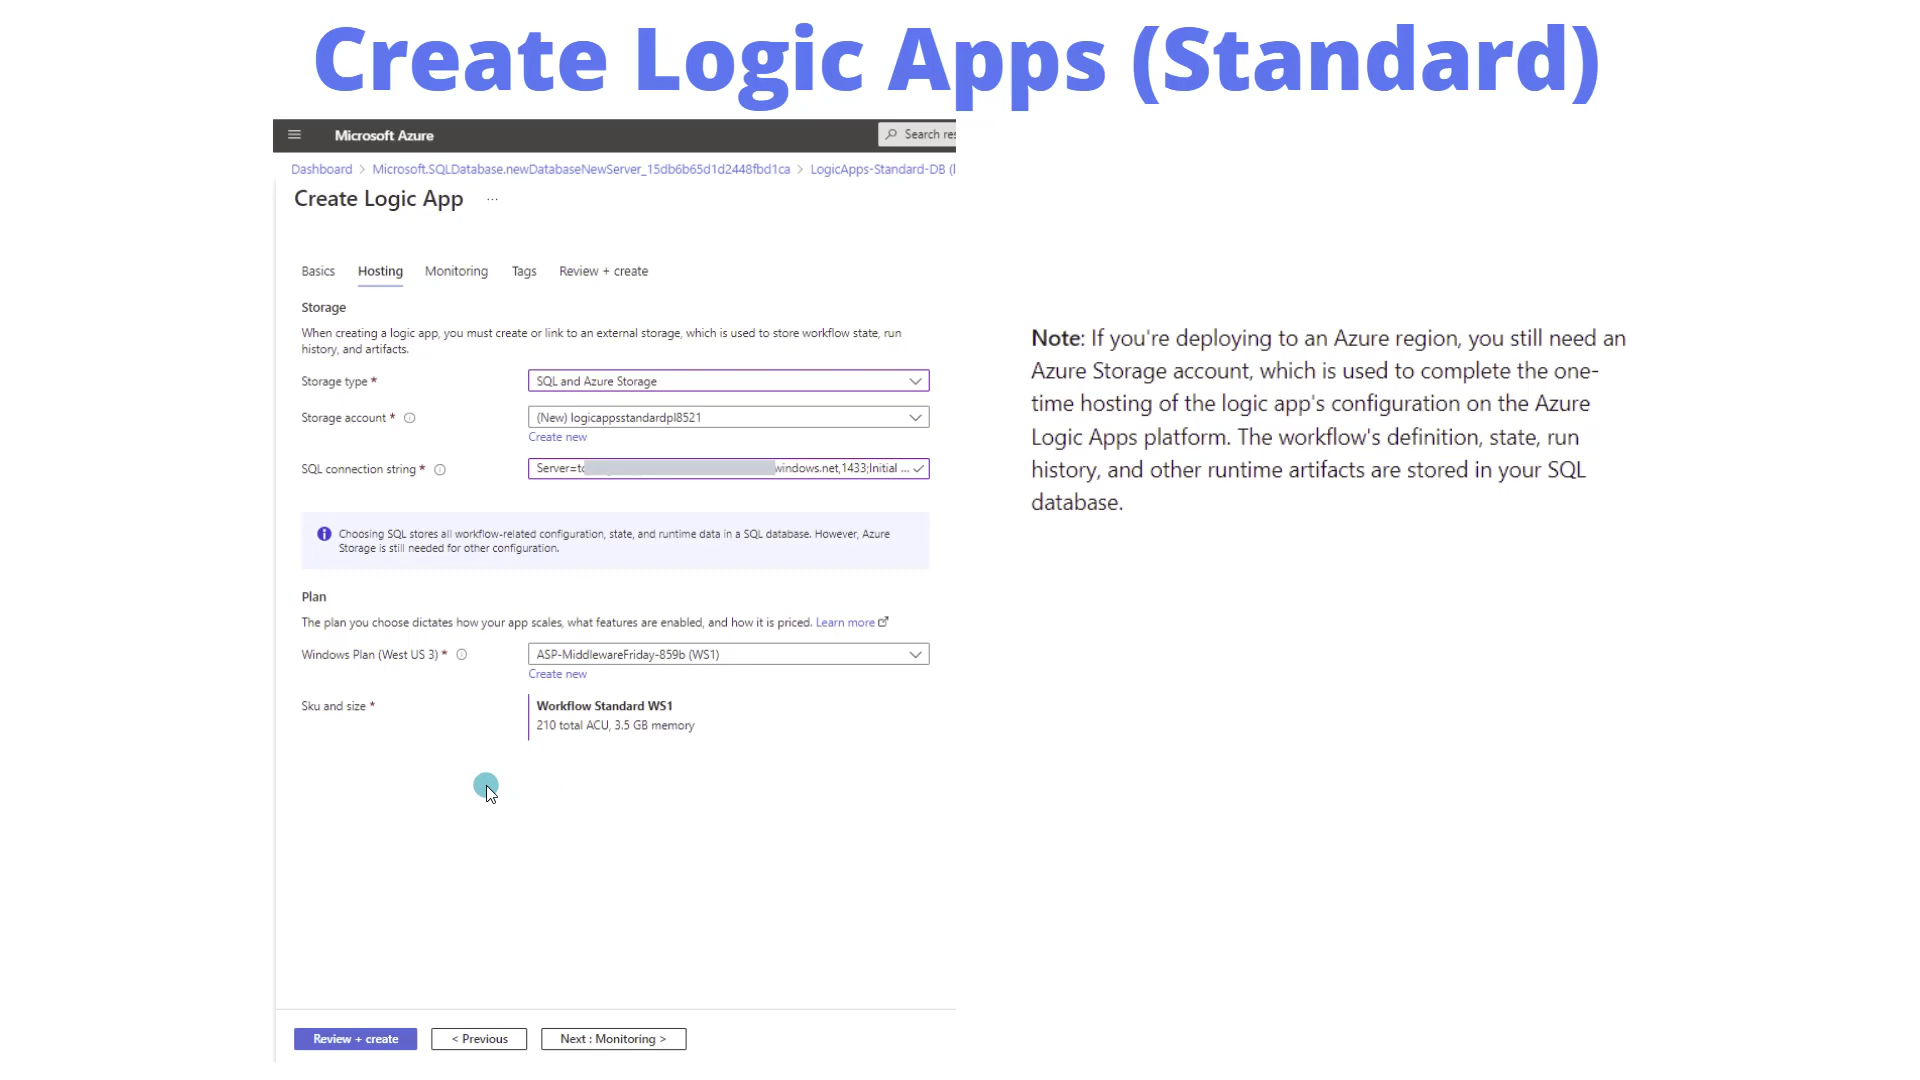 Create Logic Apps (Standard)
Microsoft Azure
Search res
Dashboard > Microsoft.SQLDatabase.newDatabaseNewServer_15db6b65d1d2448fbd1ca > LogicApps-Standard-DB (
Create Logic App ...
Basics Hosting Monitoring Tags Review + create
Storage
When creating a logic app, you must create or link to an external storage, which is used to store workflow state, run
history, and artifacts.
Storage type * SQL and Azure Storage
Storage account * (New) logicappsstandardpl8521
Create new
SQL connection string * Server=tc windows.net,1433;Initial ...
Choosing SQL stores all workflow-related configuration, state, and runtime data in a SQL database. However, Azure
Storage is still needed for other configuration.
Plan
The plan you choose dictates how your app scales, what features are enabled, and how it is priced. Learn more
Windows Plan (West US 3) * ASP-MiddlewareFriday-859b (WS1)
Create new
Sku and size * Workflow Standard WS1
210 total ACU, 3.5 GB memory
Review + create < Previous Next : Monitoring >
Note: If you're deploying to an Azure region, you still need an
Azure Storage account, which is used to complete the one-
time hosting of the logic app's configuration on the Azure
Logic Apps platform. The workflow's definition, state, run
history, and other runtime artifacts are stored in your SQL
database.